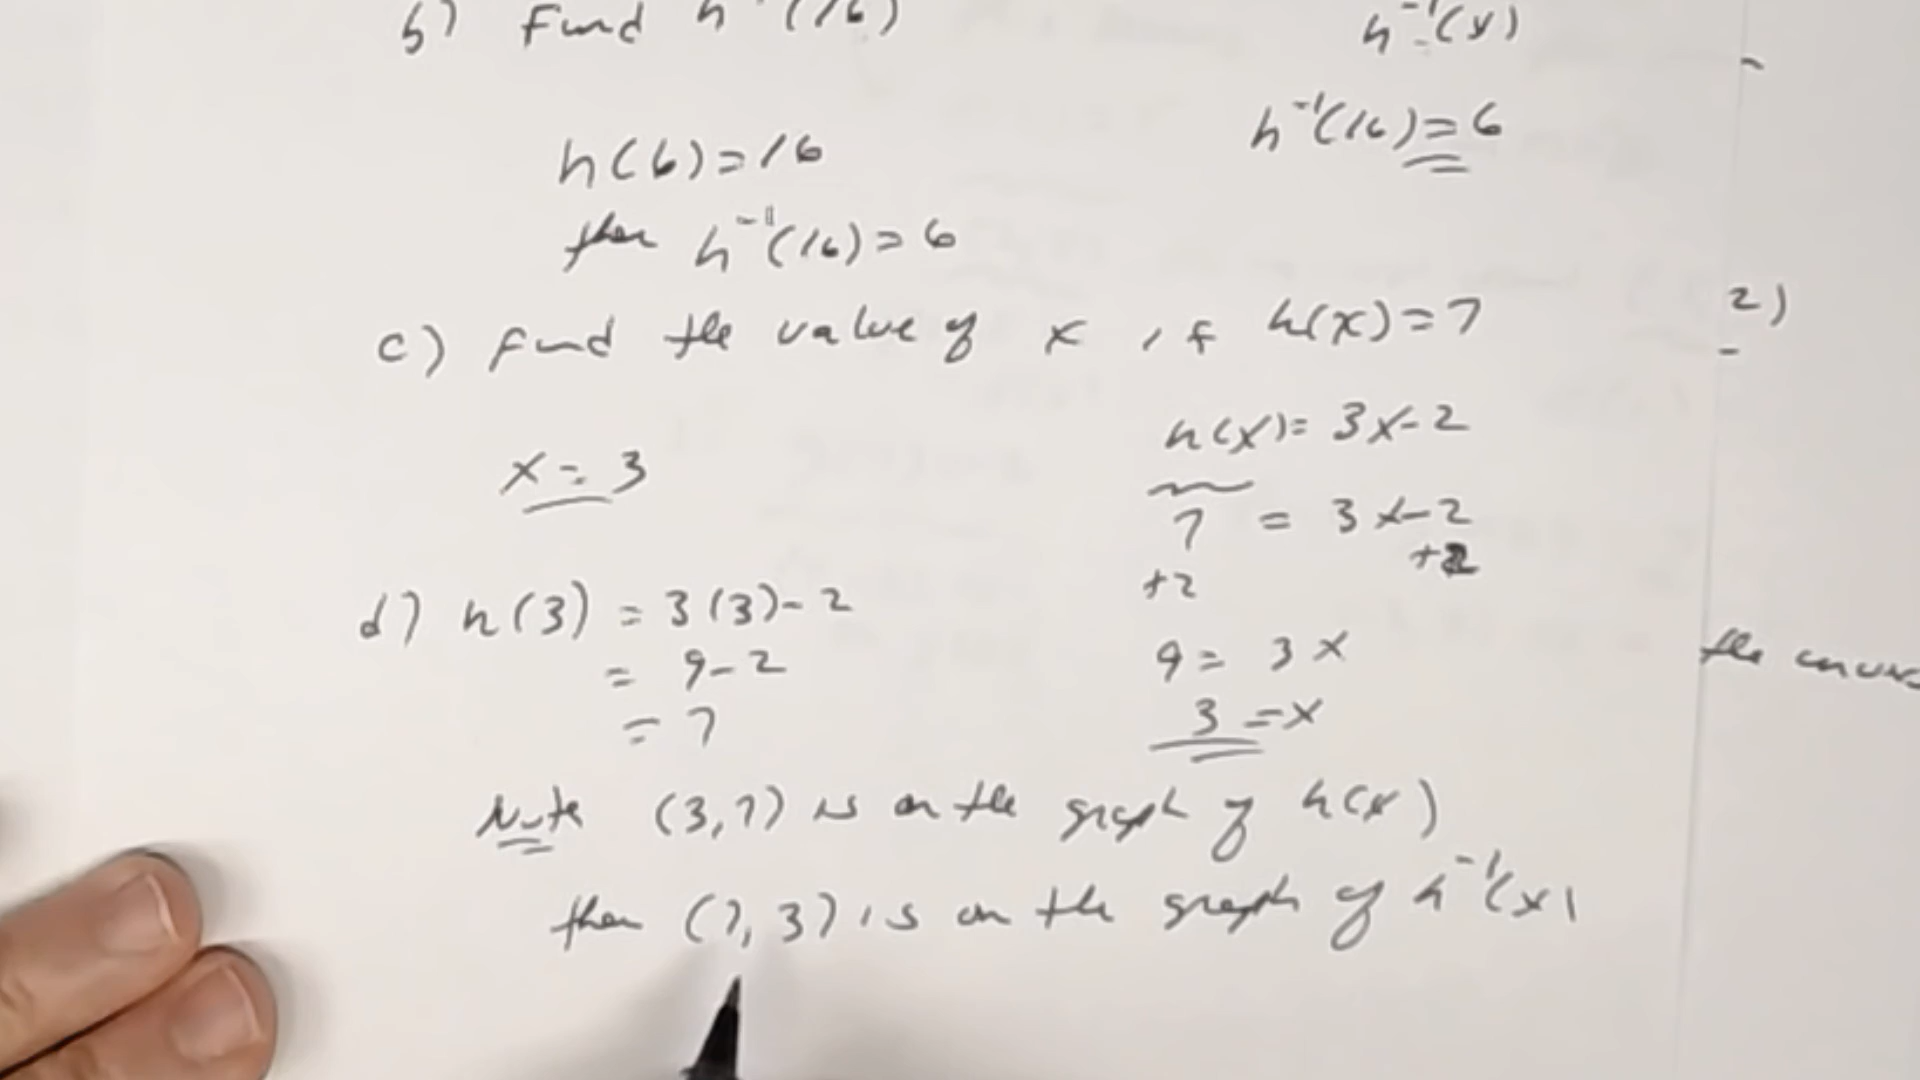 b) Find h⁻¹(16)
h⁻¹(x)
h⁻¹(16) = 6
h(6) = 16
then h⁻¹(16) = 6
c) Find the value of x if h(x) = 7
h(x) = 3x - 2
x = 3
7 = 3x - 2
+2 +2
9 = 3x
3 = x
d) h(3) = 3(3) - 2
= 9 - 2
= 7
Note (3, 7) is on the graph of h(x)
then (7, 3) is on the graph of h⁻¹(x)
2)
the